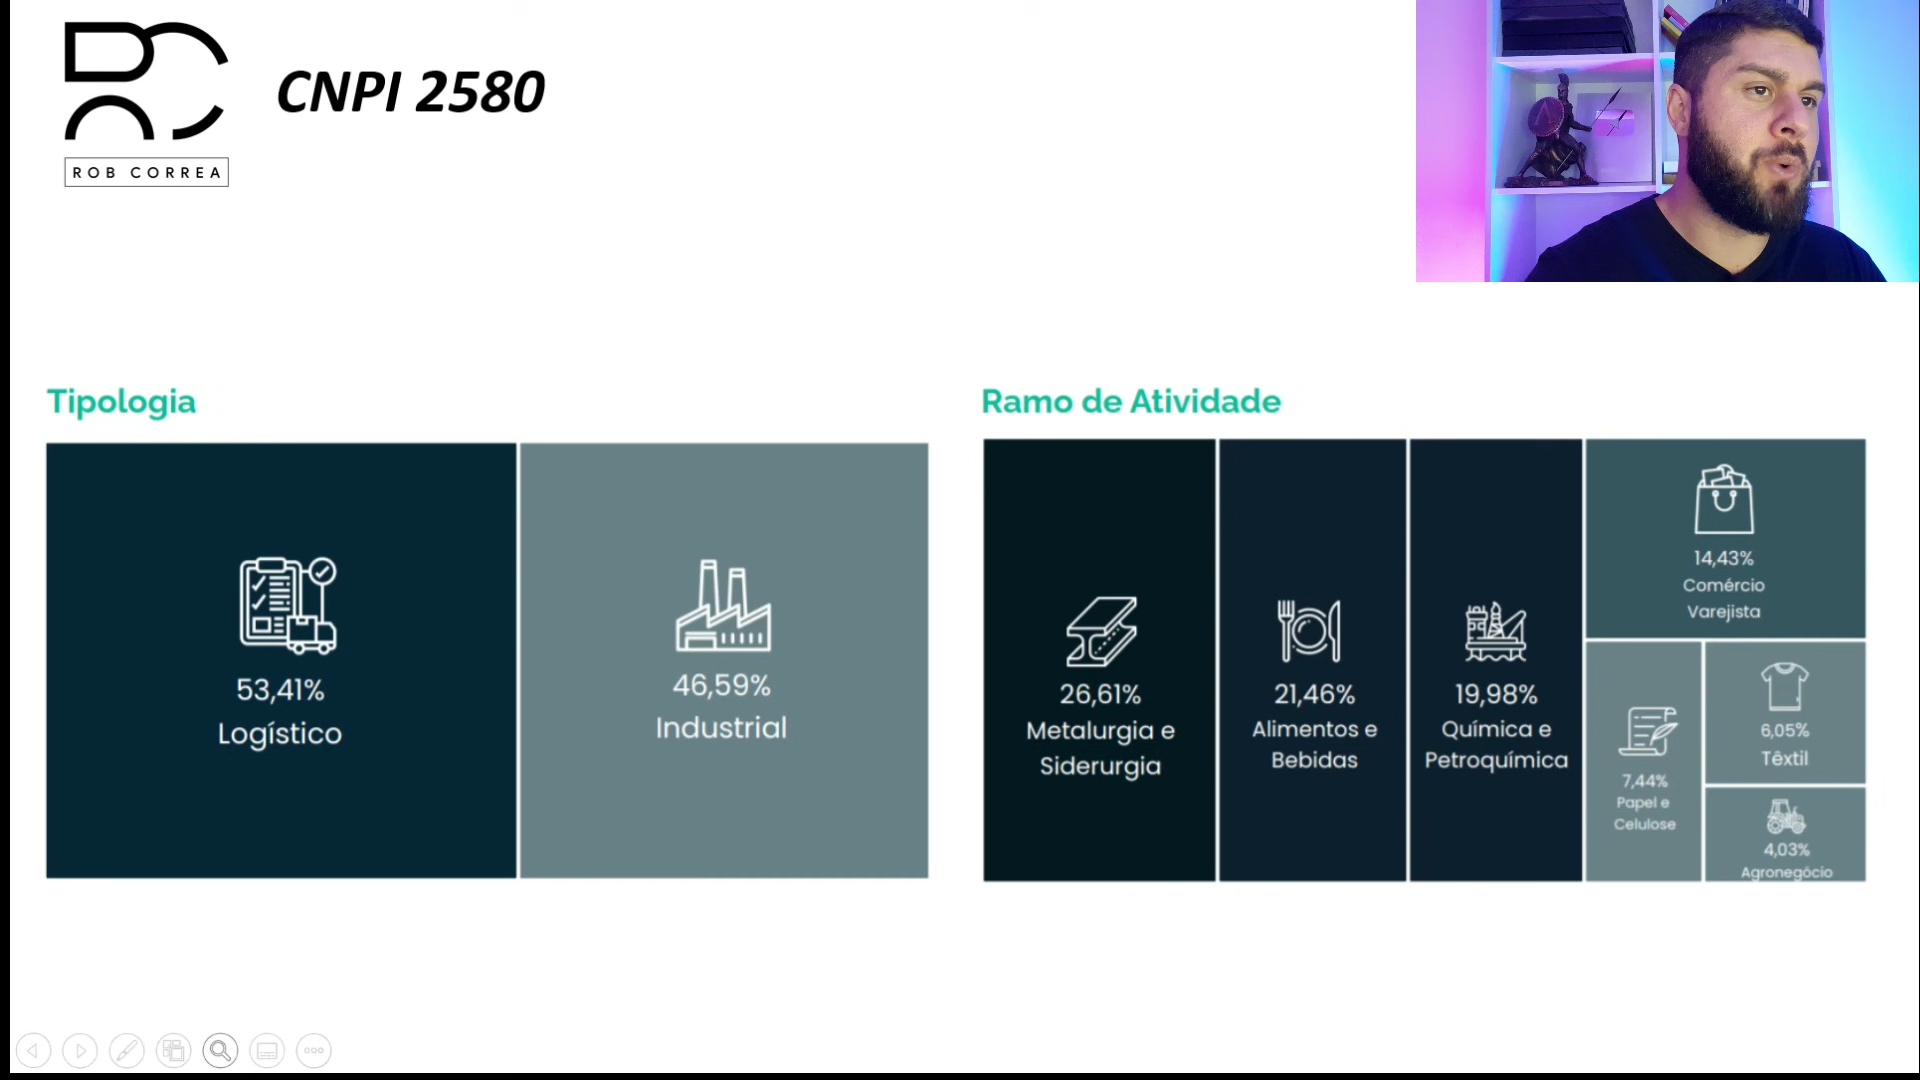 ROB CORREA
CNPI 2580
Tipologia
53,41%
Logístico
46,59%
Industrial
Ramo de Atividade
26,61%
Metalurgia e
Siderurgia
21,46%
Alimentos e
Bebidas
19,98%
Química e
Petroquímica
14,43%
Comércio
Varejista
7,44%
Papel e
Celulose
6,05%
Têxtil
4,03%
Agronegócio